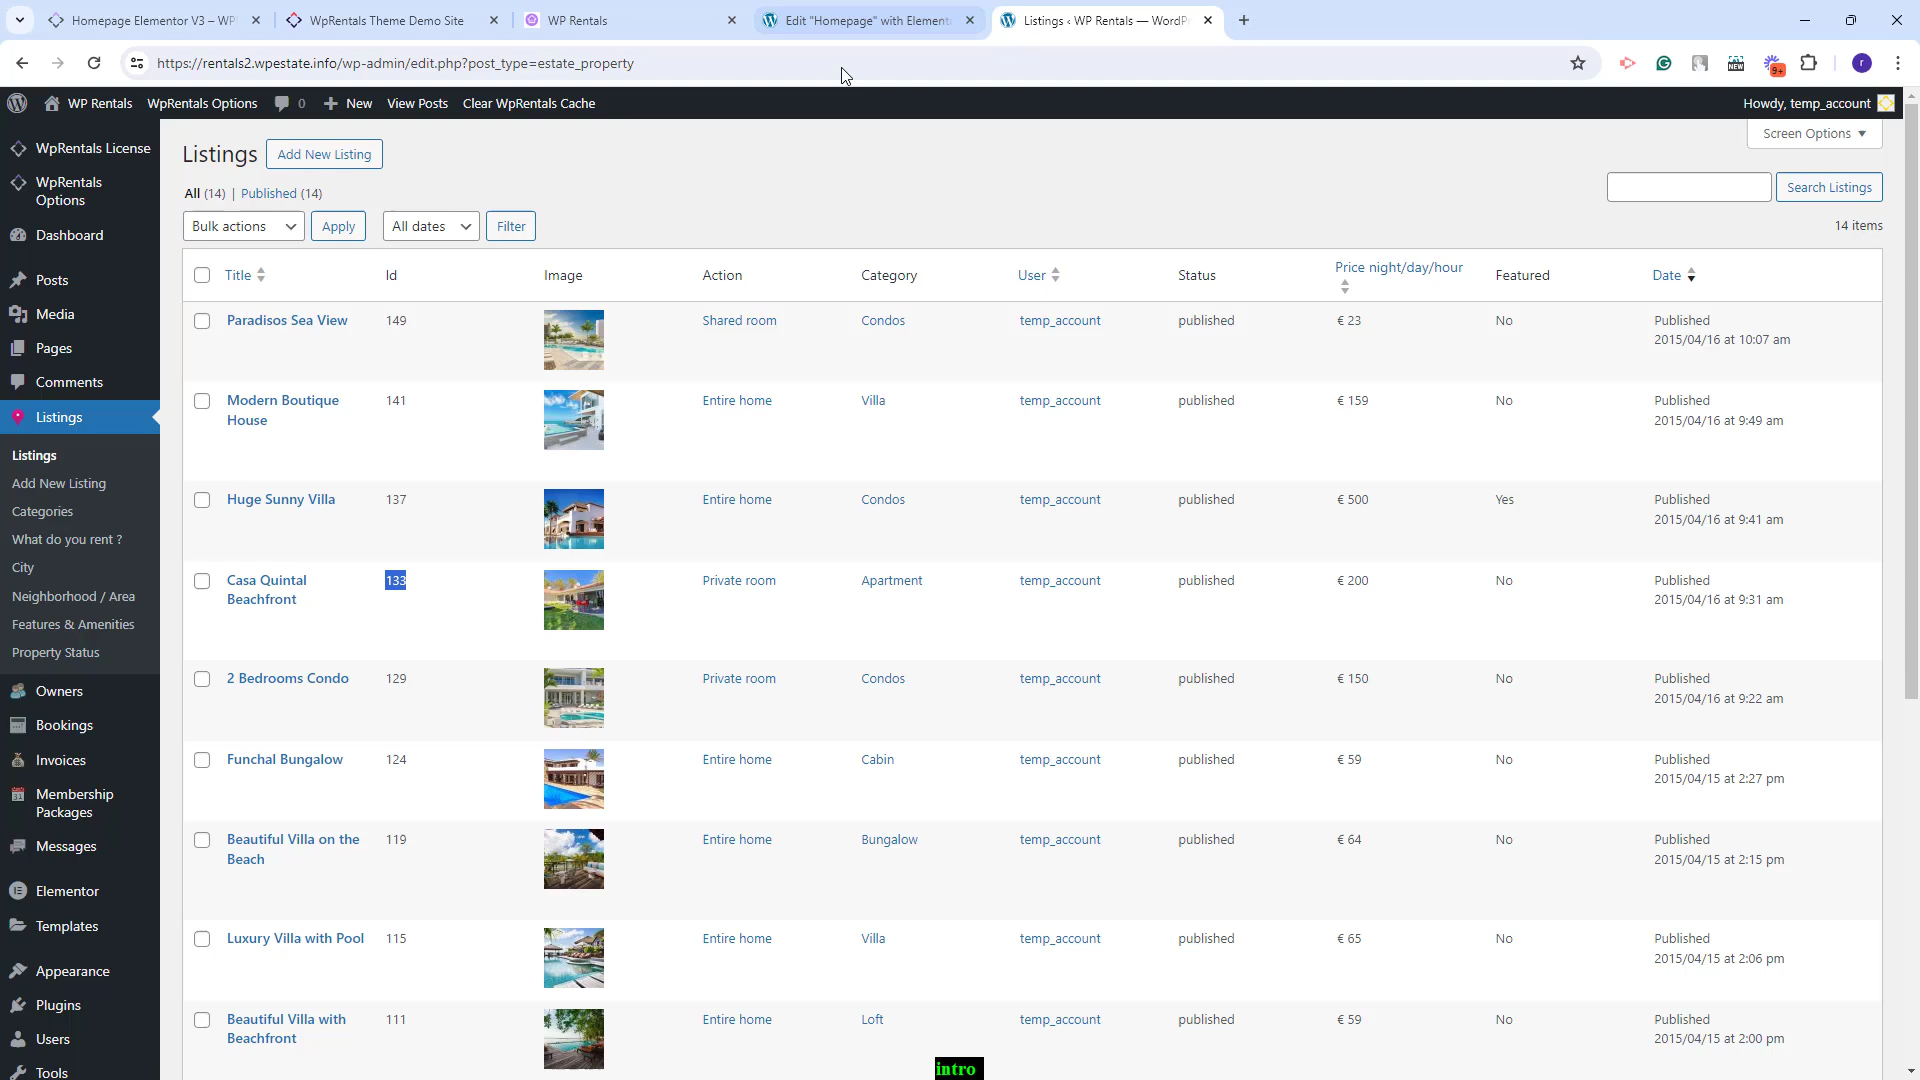 Homepage Elementor V3 – WP
WpRentals Theme Demo Site
WP Rentals
Edit "Homepage" with Element
Listings ‹ WP Rentals — WordP
https://rentals2.wpestate.info/wp-admin/edit.php?post_type=estate_property
NEW
9+
r
WP Rentals
WpRentals Options
0
New
View Posts
Clear WpRentals Cache
Howdy, temp_account
WpRentals License
WpRentals
Options
Dashboard
Posts
Media
Pages
Comments
Listings
Listings
Add New Listing
Categories
What do you rent ?
City
Neighborhood / Area
Features & Amenities
Property Status
Owners
Bookings
Invoices
Membership
Packages
Messages
Elementor
Templates
Appearance
Plugins
Users
Tools
Screen Options
Listings
Add New Listing
All (14) | Published (14)
Search Listings
Bulk actions
Apply
All dates
Filter
14 items
Title Id Image Action Category User Status Price night/day/hour Featured Date
Paradisos Sea View 149 Shared room Condos temp_account published € 23 No Published
2015/04/16 at 10:07 am
Modern Boutique 141 Entire home Villa temp_account published € 159 No Published
House 2015/04/16 at 9:49 am
Huge Sunny Villa 137 Entire home Condos temp_account published € 500 Yes Published
2015/04/16 at 9:41 am
Casa Quintal 133 Private room Apartment temp_account published € 200 No Published
Beachfront 2015/04/16 at 9:31 am
2 Bedrooms Condo 129 Private room Condos temp_account published € 150 No Published
2015/04/16 at 9:22 am
Funchal Bungalow 124 Entire home Cabin temp_account published € 59 No Published
2015/04/15 at 2:27 pm
Beautiful Villa on the 119 Entire home Bungalow temp_account published € 64 No Published
Beach 2015/04/15 at 2:15 pm
Luxury Villa with Pool 115 Entire home Villa temp_account published € 65 No Published
2015/04/15 at 2:06 pm
Beautiful Villa with 111 Entire home Loft temp_account published € 59 No Published
Beachfront 2015/04/15 at 2:00 pm
intro